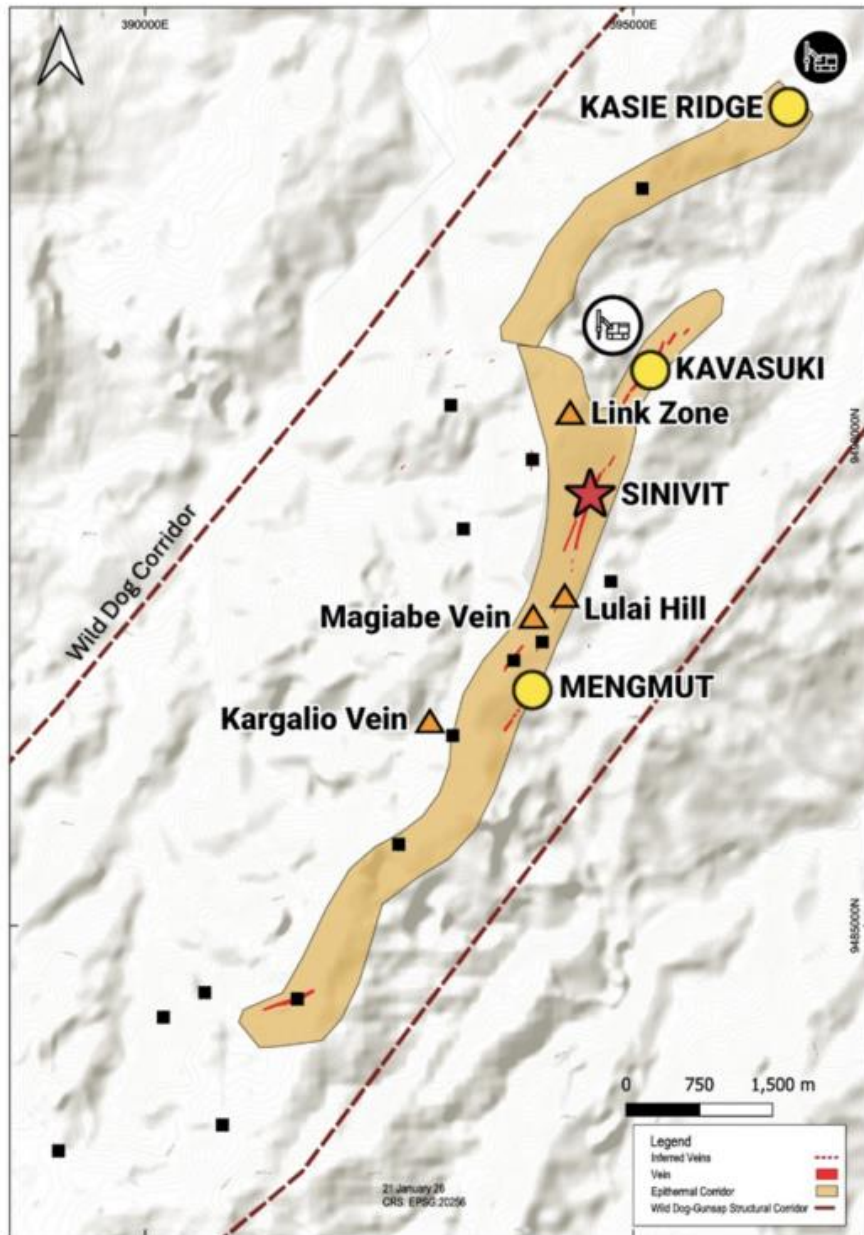 390000E
395000E
KASIE RIDGE
KAVASUKI
Link Zone
9490000N
SINIVIT
Wild Dog Corridor
Lulai Hill
Magiabe Vein
MENGMUT
Kargalio Vein
9485000N
0 750 1,500 m
Legend
Inferred Veins
Vein
Epithermal Corridor
Wild Dog-Gunsap Structural Corridor
21 January 26
CRS: EPSG:20256